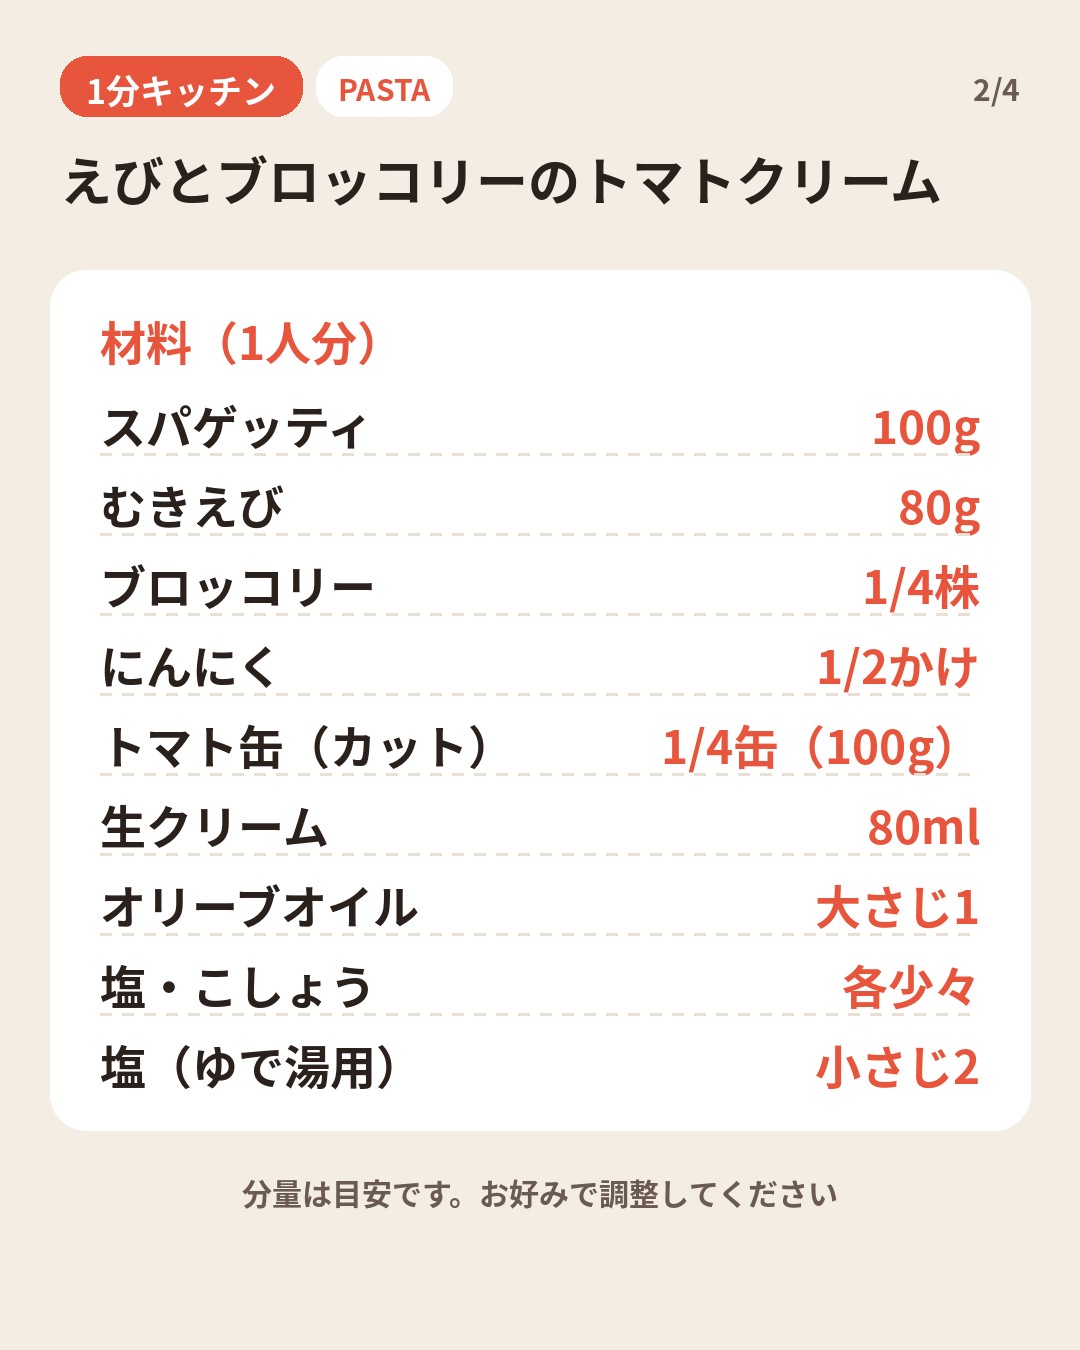 1分キッチン PASTA 2/4
えびとブロッコリーのトマトクリーム
材料（1人分）
スパゲッティ 100g
むきえび 80g
ブロッコリー 1/4株
にんにく 1/2かけ
トマト缶（カット） 1/4缶（100g）
生クリーム 80ml
オリーブオイル 大さじ1
塩・こしょう 各少々
塩（ゆで湯用） 小さじ2
分量は目安です。お好みで調整してください